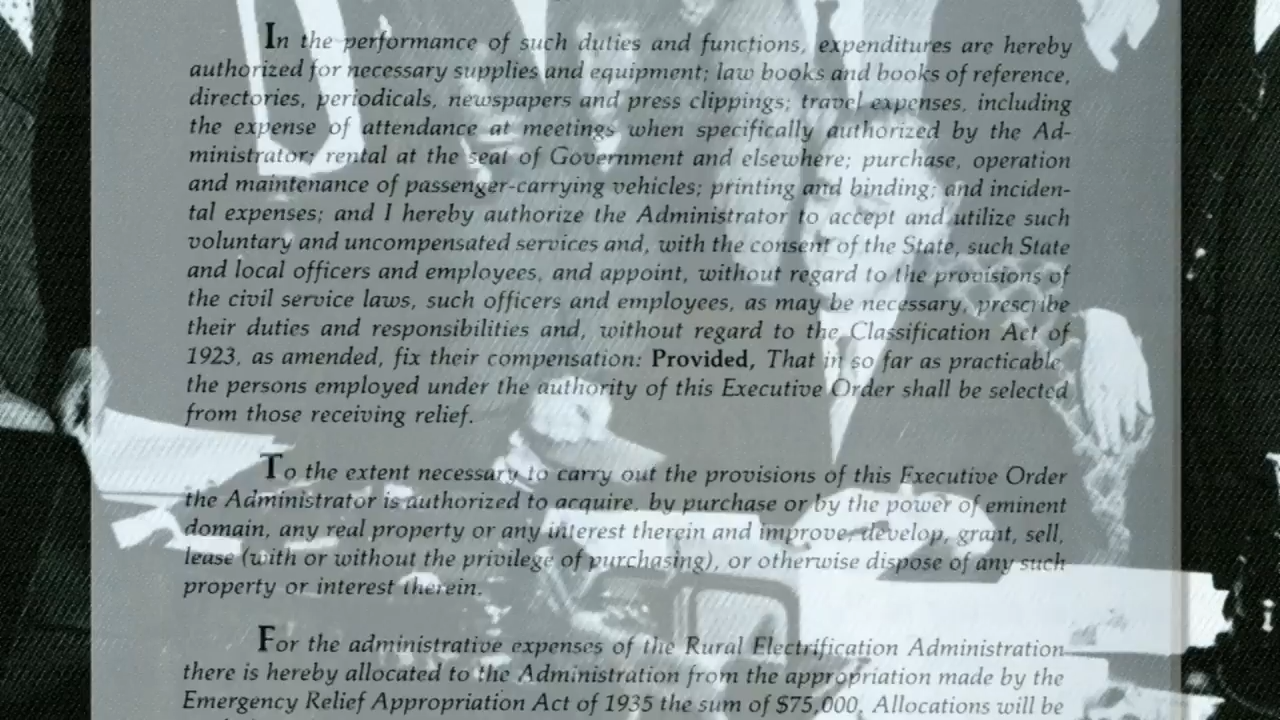 In the performance of such duties and functions, expenditures are hereby
authorized for necessary supplies and equipment; law books and books of reference,
directories, periodicals, newspapers and press clippings; travel expenses, including
the expense of attendance at meetings when specifically authorized by the Ad-
ministrator; rental at the seat of Government and elsewhere; purchase, operation
and maintenance of passenger-carrying vehicles; printing and binding; and inciden-
tal expenses; and I hereby authorize the Administrator to accept and utilize such
voluntary and uncompensated services and, with the consent of the State, such State
and local officers and employees, and appoint, without regard to the provisions of
the civil service laws, such officers and employees, as may be necessary, prescribe
their duties and responsibilities and, without regard to the Classification Act of
1923, as amended, fix their compensation: Provided, That in so far as practicable,
the persons employed under the authority of this Executive Order shall be selected
from those receiving relief.
To the extent necessary to carry out the provisions of this Executive Order
the Administrator is authorized to acquire, by purchase or by the power of eminent
domain, any real property or any interest therein and improve, develop, grant, sell,
lease (with or without the privilege of purchasing), or otherwise dispose of any such
property or interest therein.
For the administrative expenses of the Rural Electrification Administration
there is hereby allocated to the Administration from the appropriation made by the
Emergency Relief Appropriation Act of 1935 the sum of $75,000. Allocations will be